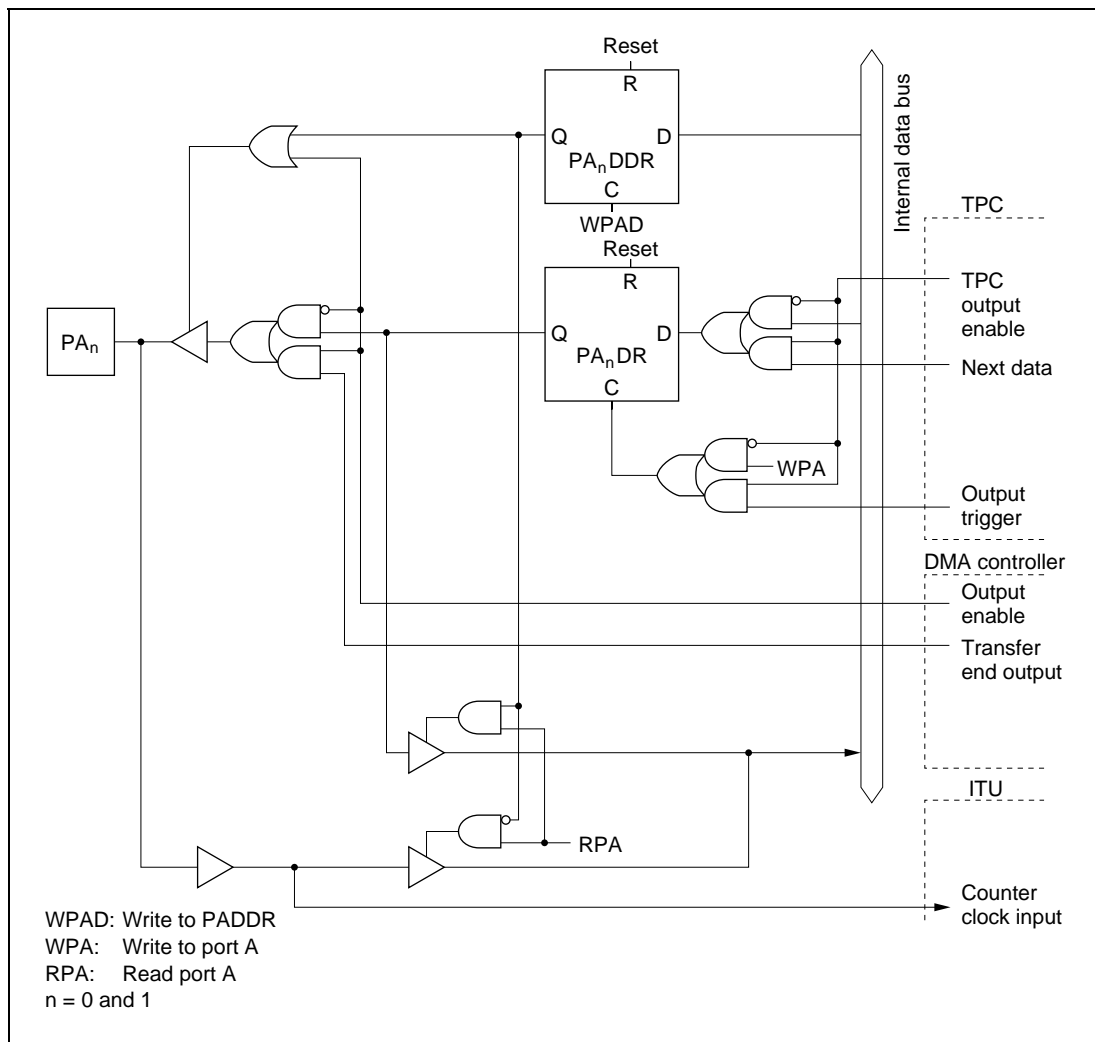 Reset
R
Q
D
PAnDDR
C
WPAD
Internal data bus
TPC
Reset
R
TPC
output
enable
PAn
Q
D
PAnDR
Next data
C
WPA
Output
trigger
DMA controller
Output
enable
Transfer
end output
ITU
RPA
Counter
clock input
WPAD: Write to PADDR
WPA: Write to port A
RPA: Read port A
n = 0 and 1